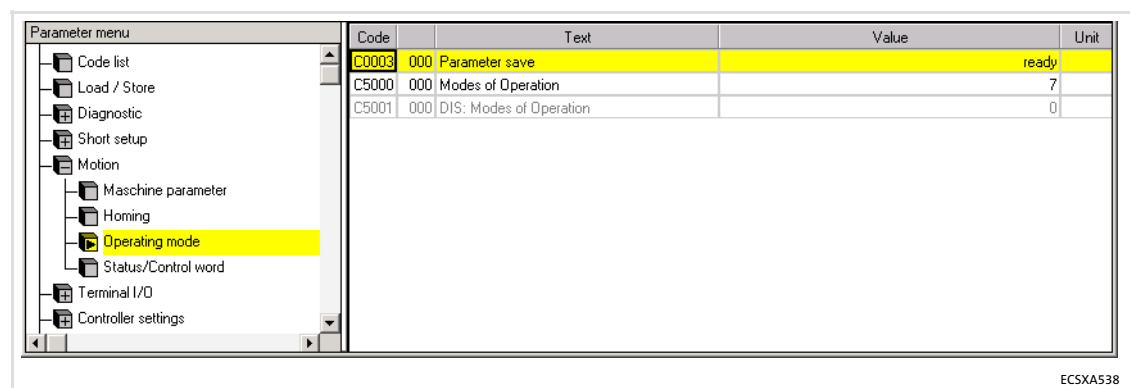 Parameter menu
Code list
Load / Store
Diagnostic
Short setup
Motion
Maschine parameter
Homing
Operating mode
Status/Control word
Terminal I/O
Controller settings
Code Text Value Unit
C0003 000 Parameter save ready
C5000 000 Modes of Operation 7
C5001 000 DIS: Modes of Operation 0
ECSXA538